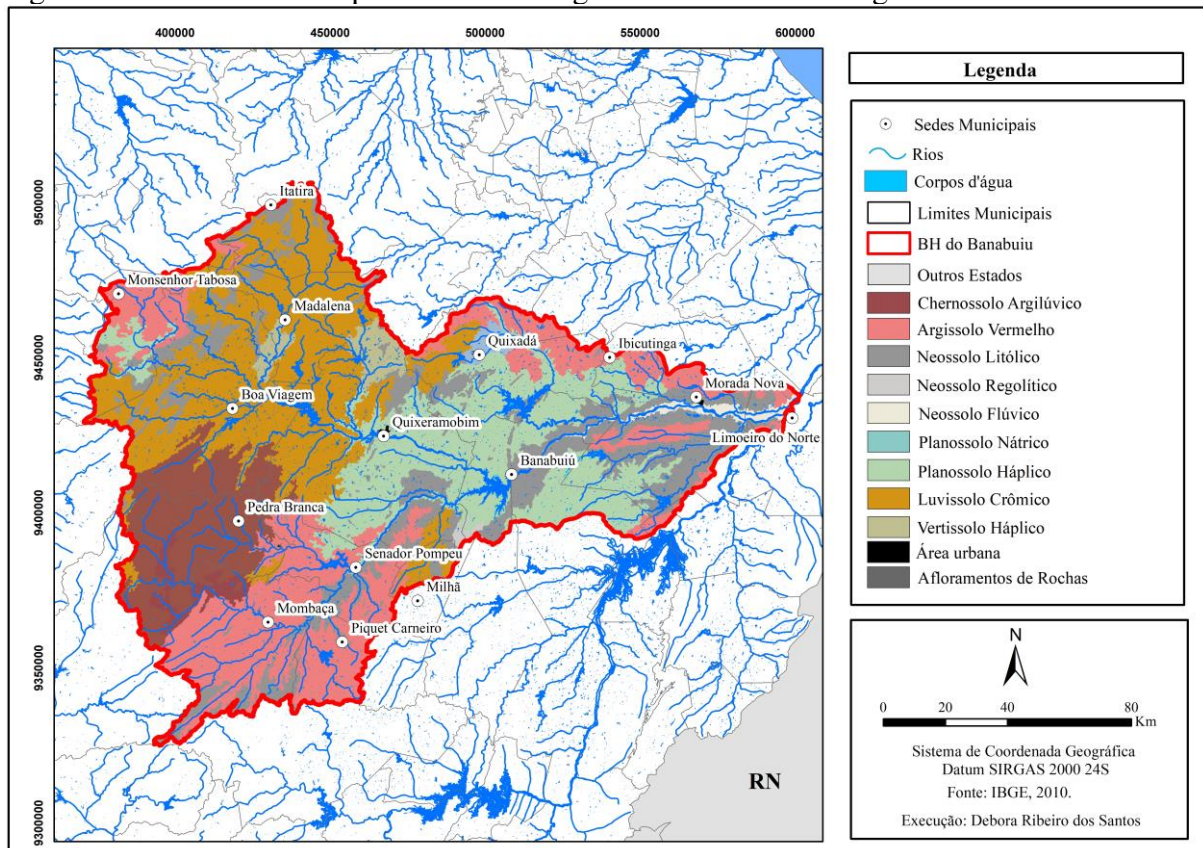 400000 450000 500000 550000 600000
9500000
9450000
9400000
9350000
9300000
Itatira
Monsenhor Tabosa
Madalena
Quixadá
Ibicutinga
Morada Nova
Boa Viagem
Quixeramobim
Limoeiro do Norte
Banabuiú
Pedra Branca
Senador Pompeu
Milhã
Mombaça
Piquet Carneiro
RN
Legenda
Sedes Municipais
Rios
Corpos d'água
Limites Municipais
BH do Banabuiu
Outros Estados
Chernossolo Argilúvico
Argissolo Vermelho
Neossolo Litólico
Neossolo Regolítico
Neossolo Flúvico
Planossolo Nátrico
Planossolo Háplico
Luvissolo Crômico
Vertissolo Háplico
Área urbana
Afloramentos de Rochas
N
0 20 40 80
Km
Sistema de Coordenada Geográfica
Datum SIRGAS 2000 24S
Fonte: IBGE, 2010.
Execução: Debora Ribeiro dos Santos